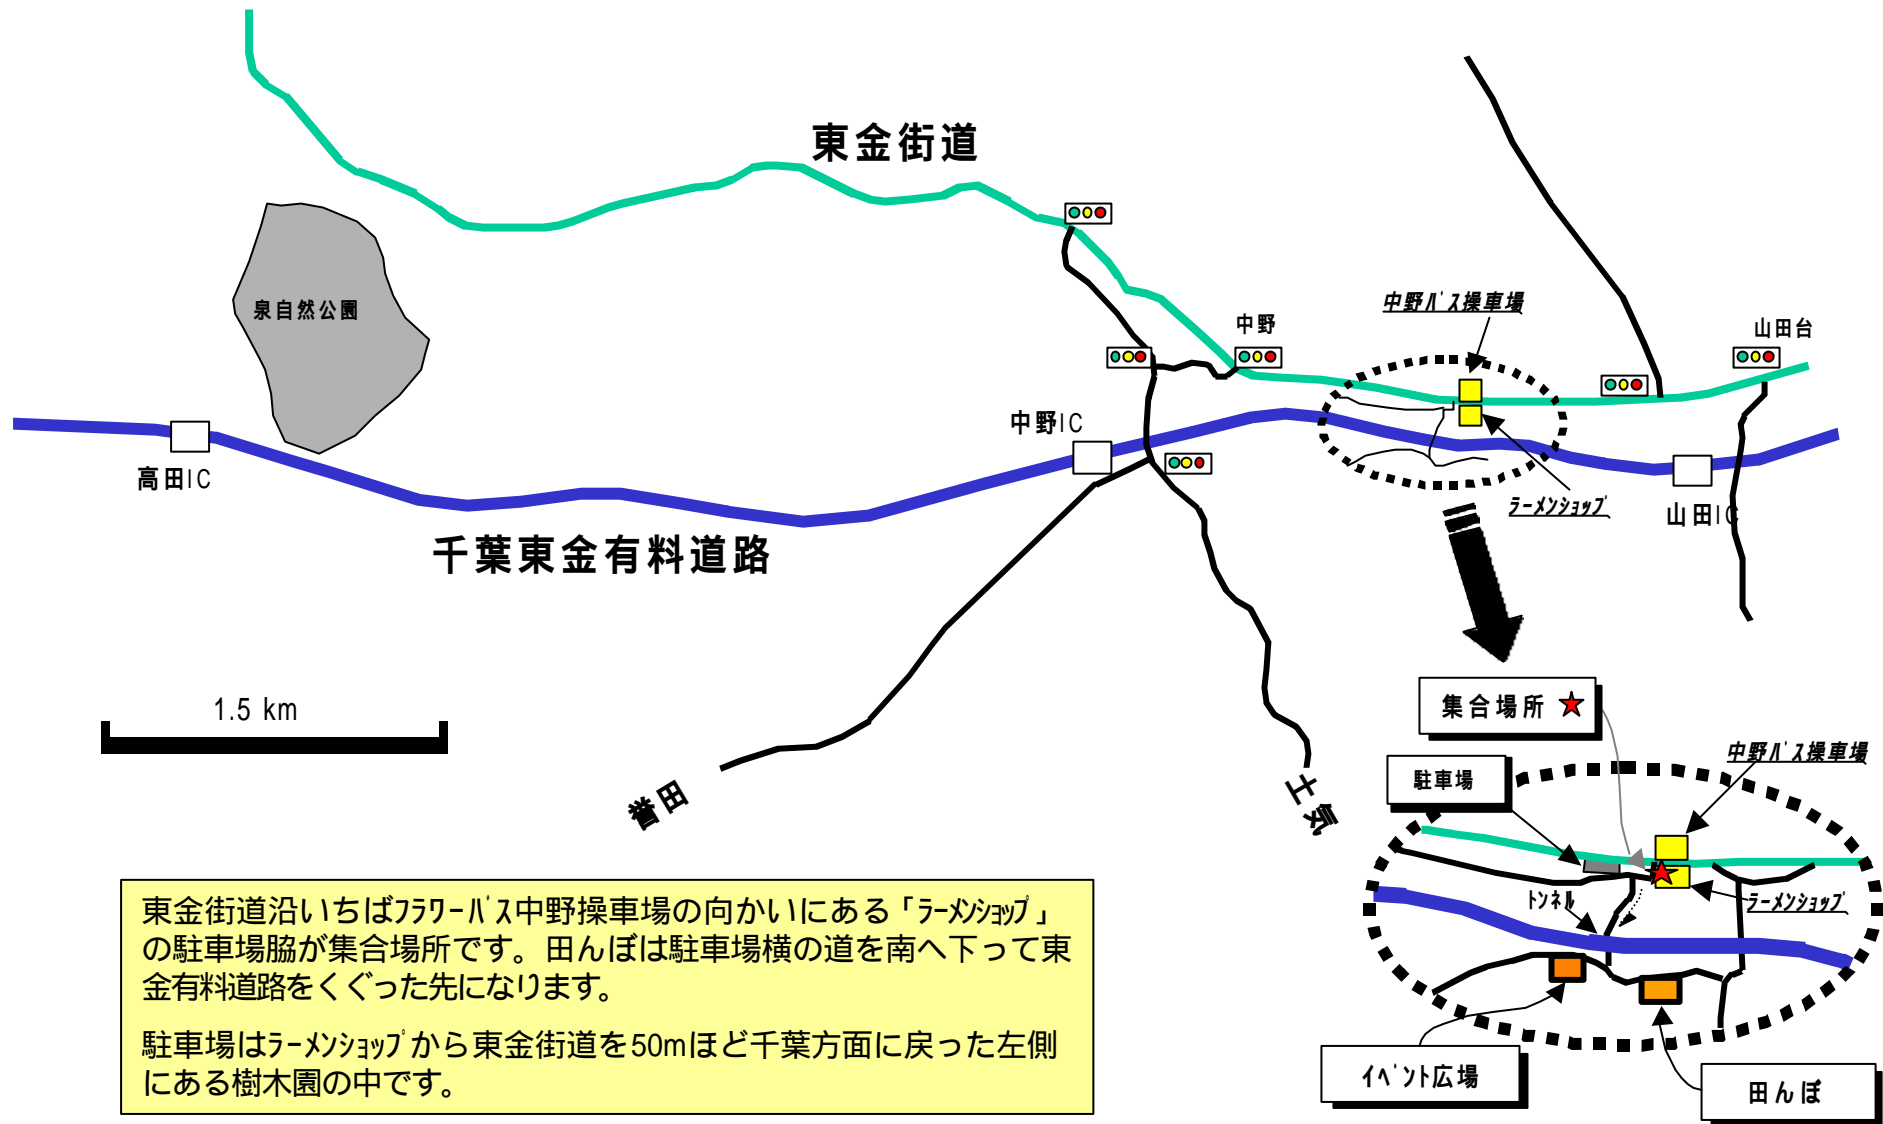 東金街道
泉自然公園
中野
中野バス操車場
山田台
中野IC
高田IC
ラーメンショップ
山田IC
千葉東金有料道路
1.5 km
誉田
土気
集合場所 ★
駐車場
中野バス操車場
トンネル
ラーメンショップ
イベント広場
田んぼ
東金街道沿いちばフラワーバス中野操車場の向かいにある「ラーメンショップ」
の駐車場脇が集合場所です。田んぼは駐車場横の道を南へ下って東
金有料道路をくぐった先になります。
駐車場はラーメンショップから東金街道を50mほど千葉方面に戻った左側
にある樹木園の中です。